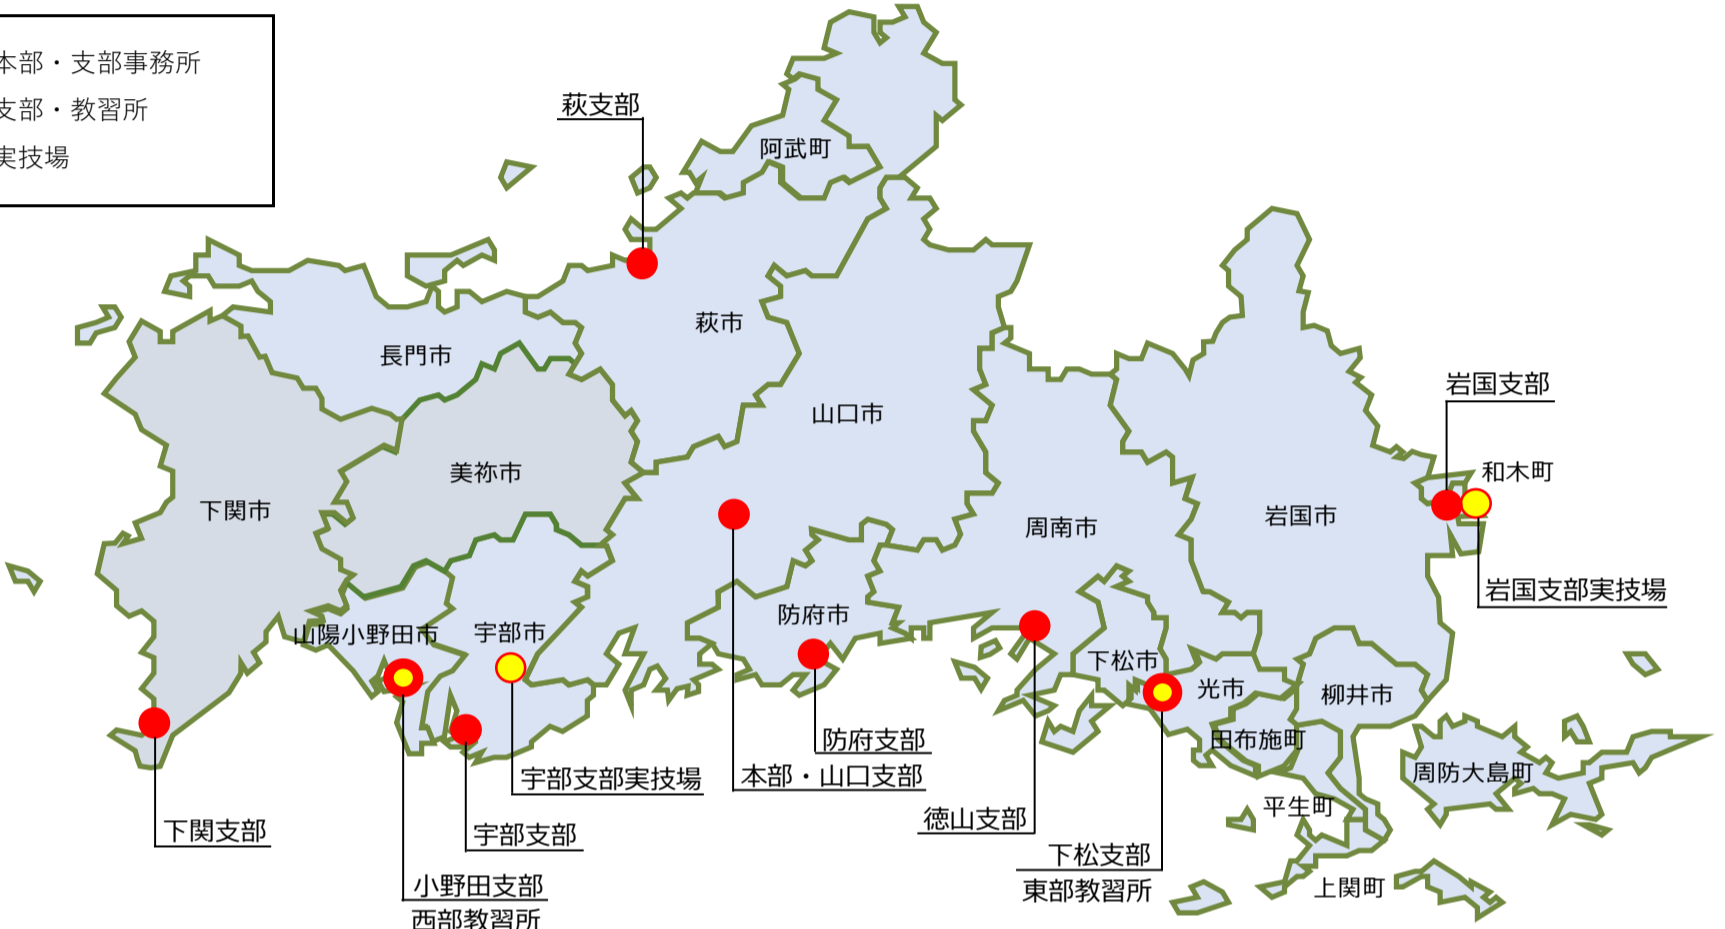 本部・支部事務所
支部・教習所
実技場
萩支部
阿武町
萩市
長門市
山口市
岩国支部
美祢市
和木町
下関市
岩国市
周南市
岩国支部実技場
防府市
山陽小野田市
宇部市
下松市
光市
柳井市
防府支部
田布施町
宇部支部実技場
本部・山口支部
周防大島町
平生町
徳山支部
下関支部
宇部支部
下松支部
東部教習所
小野田支部
西部教習所
上関町